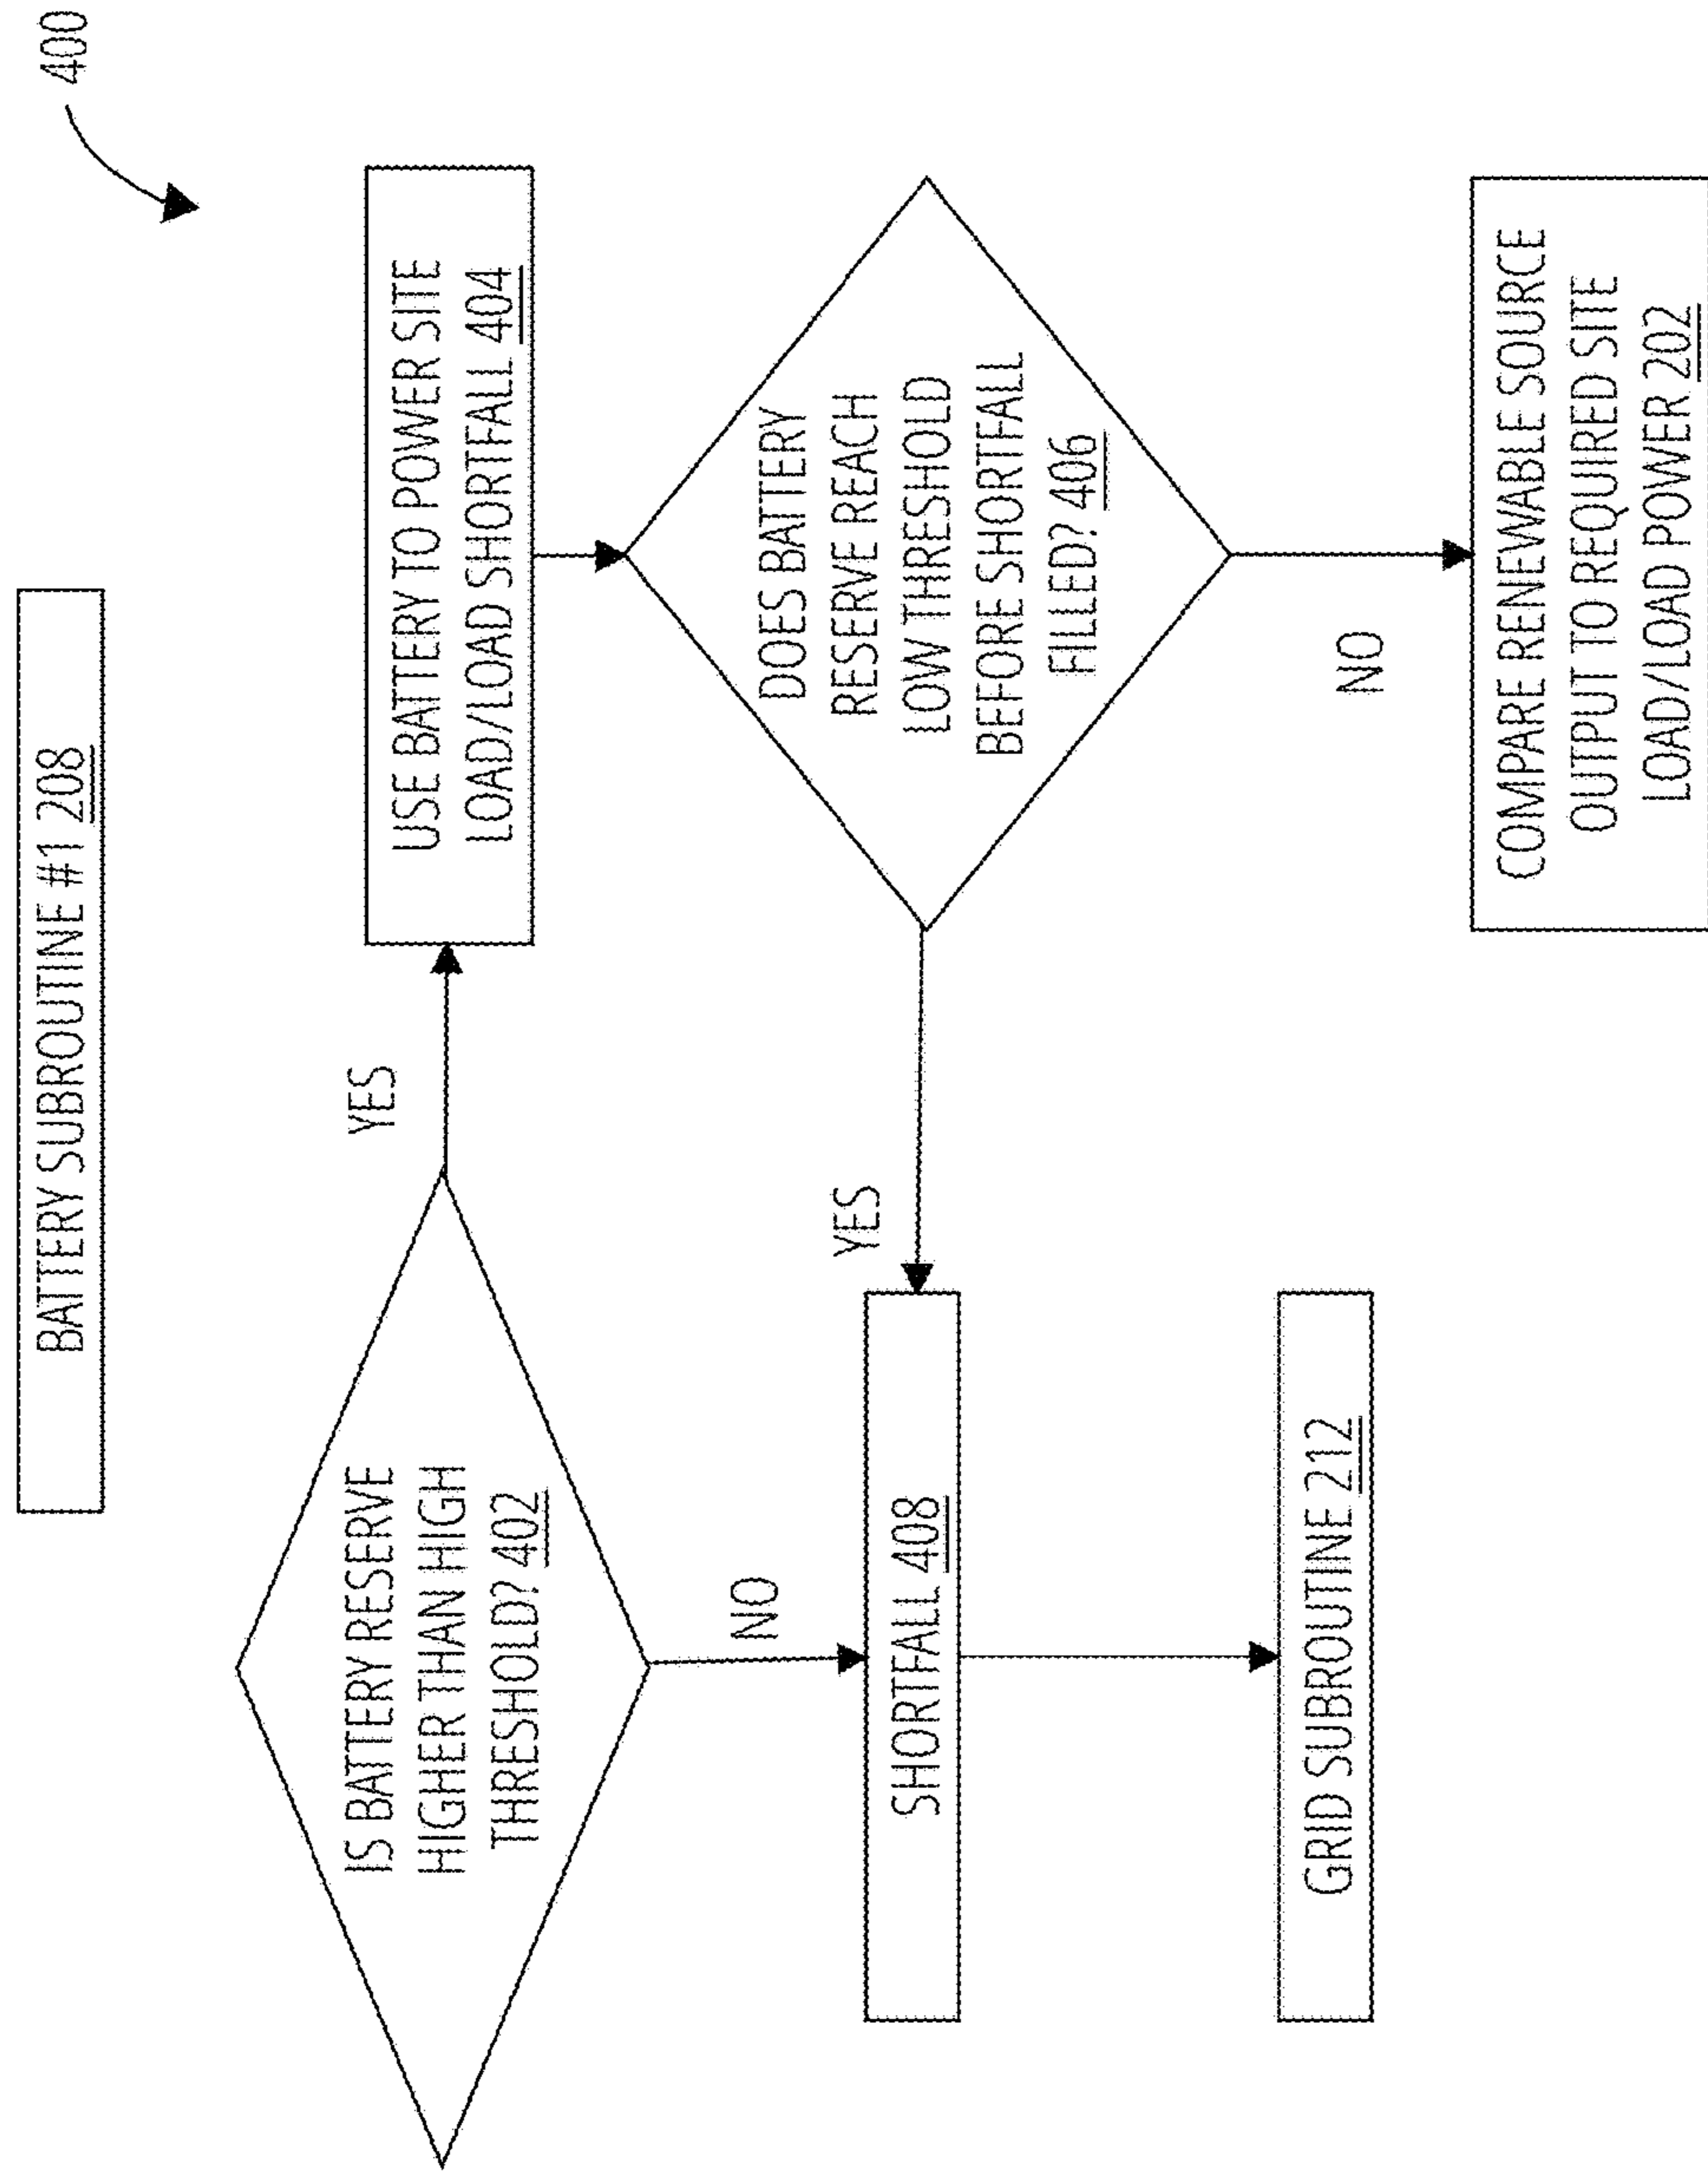 400
BATTERY SUBROUTINE #1 208
IS BATTERY RESERVE
HIGHER THAN HIGH
THRESHOLD? 402
YES
USE BATTERY TO POWER SITE
LOAD/LOAD SHORTFALL 404
NO
DOES BATTERY
RESERVE REACH
LOW THRESHOLD
BEFORE SHORTFALL
FILLED? 406
YES
SHORTFALL 408
NO
GRID SUBROUTINE 212
COMPARE RENEWABLE SOURCE
OUTPUT TO REQUIRED SITE
LOAD/LOAD POWER 202